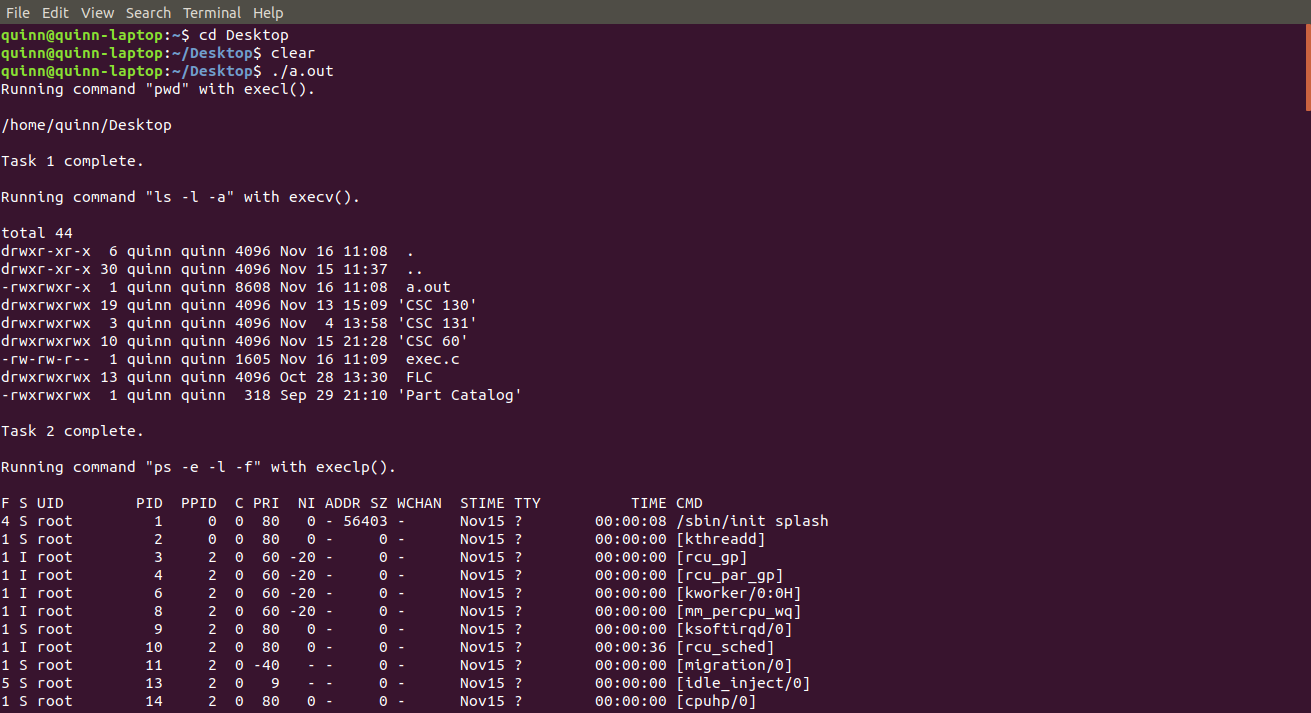 File Edit View Search Terminal Help
quinn@quinn-laptop:~$ cd Desktop
quinn@quinn-laptop:~/Desktop$ clear
quinn@quinn-laptop:~/Desktop$ ./a.out
Running command "pwd" with execl().
/home/quinn/Desktop
Task 1 complete.
Running command "ls -l -a" with execv().
total 44
drwxr-xr-x  6 quinn quinn 4096 Nov 16 11:08  .
drwxr-xr-x 30 quinn quinn 4096 Nov 15 11:37  ..
-rwxrwxr-x  1 quinn quinn 8608 Nov 16 11:08  a.out
drwxrwxrwx 19 quinn quinn 4096 Nov 13 15:09 'CSC 130'
drwxrwxrwx  3 quinn quinn 4096 Nov  4 13:58 'CSC 131'
drwxrwxrwx 10 quinn quinn 4096 Nov 15 21:28 'CSC 60'
-rw-rw-r--  1 quinn quinn 1605 Nov 16 11:09  exec.c
drwxrwxrwx 13 quinn quinn 4096 Oct 28 13:30  FLC
-rwxrwxrwx  1 quinn quinn  318 Sep 29 21:10 'Part Catalog'
Task 2 complete.
Running command "ps -e -l -f" with execlp().
F S UID        PID  PPID  C PRI  NI ADDR SZ WCHAN  STIME TTY          TIME CMD
4 S root         1     0  0  80   0 - 56403 -      Nov15 ?        00:00:08 /sbin/init splash
1 S root         2     0  0  80   0 -     0 -      Nov15 ?        00:00:00 [kthreadd]
1 I root         3     2  0  60 -20 -     0 -      Nov15 ?        00:00:00 [rcu_gp]
1 I root         4     2  0  60 -20 -     0 -      Nov15 ?        00:00:00 [rcu_par_gp]
1 I root         6     2  0  60 -20 -     0 -      Nov15 ?        00:00:00 [kworker/0:0H]
1 I root         8     2  0  60 -20 -     0 -      Nov15 ?        00:00:00 [mm_percpu_wq]
1 S root         9     2  0  80   0 -     0 -      Nov15 ?        00:00:00 [ksoftirqd/0]
1 I root        10     2  0  80   0 -     0 -      Nov15 ?        00:00:36 [rcu_sched]
1 S root        11     2  0 -40   - -     0 -      Nov15 ?        00:00:00 [migration/0]
5 S root        13     2  0   9   - -     0 -      Nov15 ?        00:00:00 [idle_inject/0]
1 S root        14     2  0  80   0 -     0 -      Nov15 ?        00:00:00 [cpuhp/0]